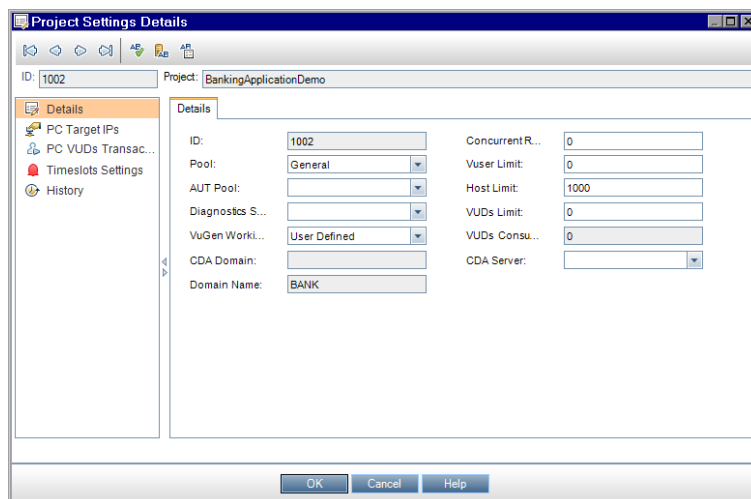 Project Settings Details
ID: 1002 Project: BankingApplicationDemo
Details
PC Target IPs
PC VUDs Transac...
Timeslots Settings
History
Details
ID: 1002
Pool: General
AUT Pool:
Diagnostics S...
VuGen Worki... User Defined
CDA Domain:
Domain Name: BANK
Concurrent R... 0
Vuser Limit: 0
Host Limit: 1000
VUDs Limit: 0
VUDs Consu... 0
CDA Server:
OK Cancel Help